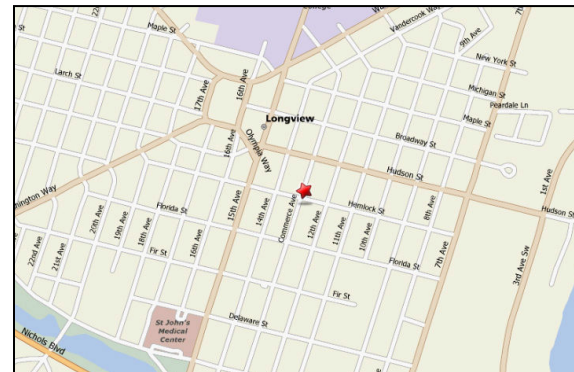 College
Vandercook Way
9th Ave
7th
22th
Maple St
New York St
17th Ave
16th Ave
Michigan St
Larch St
Peardale Ln
Maple St
Longview
Broadway St
16th Ave
Olympia Way
Hudson St
1st Ave
ington Way
Commerce Ave
Hemlock St
Hudson St
Florida St
15th Ave
14th Ave
12th Ave
11th Ave
10th Ave
8th Ave
20th Ave
19th Ave
18th Ave
16th Ave
7th Ave
3rd Ave Sw
22nd Ave
21st Ave
Fir St
Florida St
Fir St
Delaware St
St John's
Medical
Center
Nichols Blvd